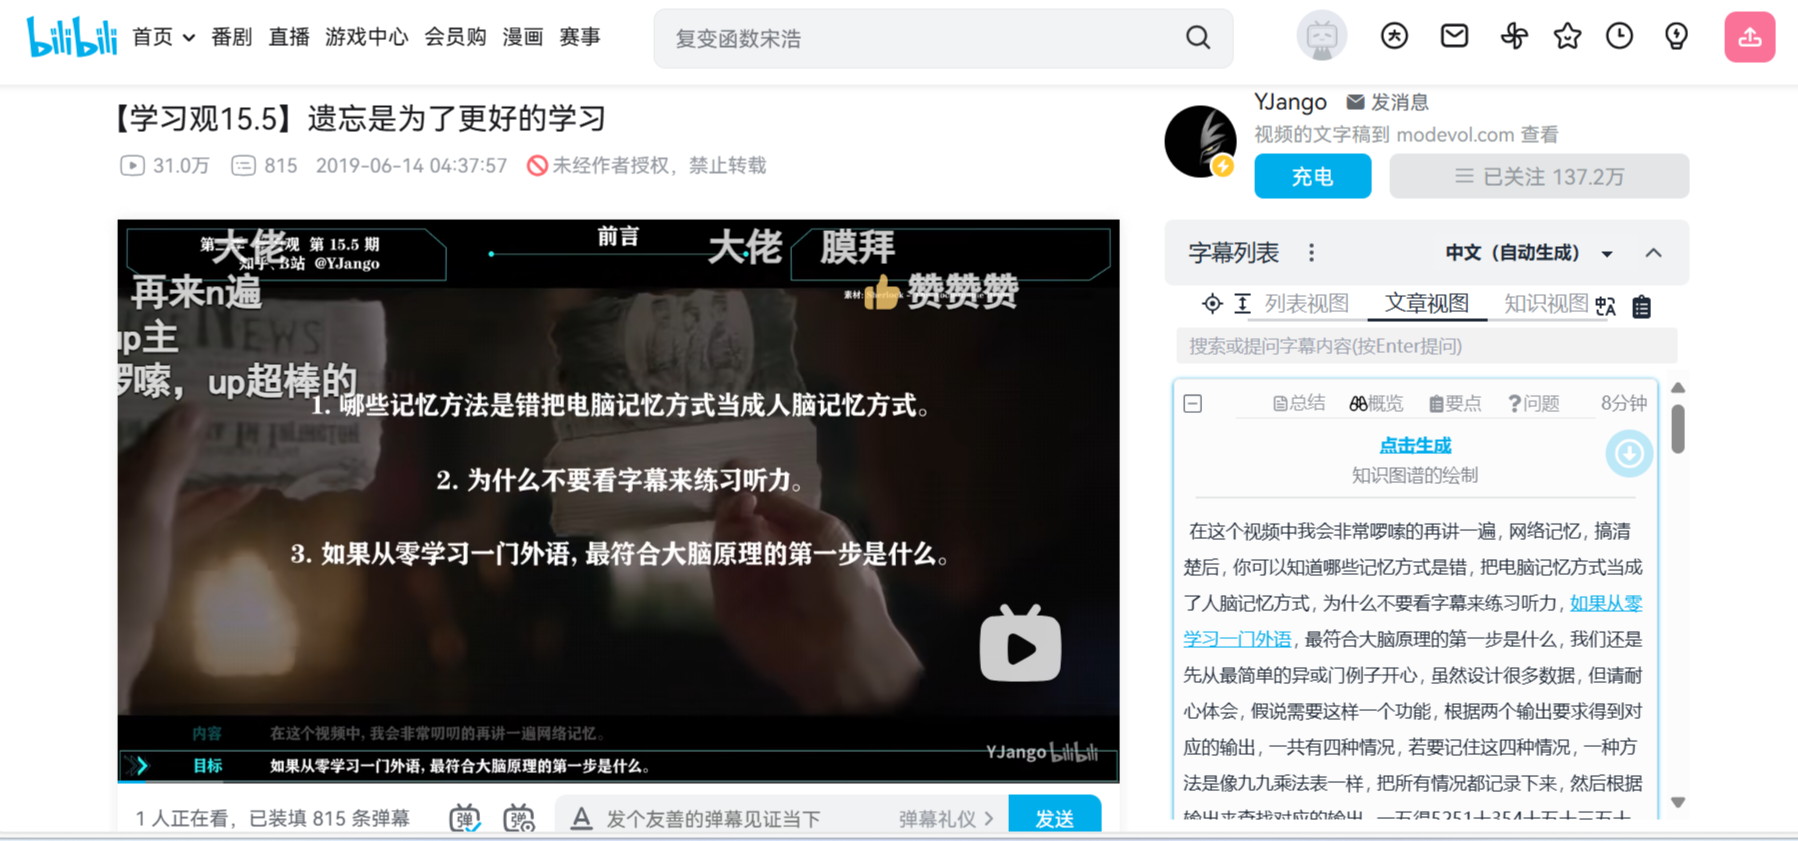 bilibili 首页 番剧 直播 游戏中心 会员购 漫画 赛事
复变函数宋浩
【学习观15.5】遗忘是为了更好的学习
31.0万 815 2019-06-14 04:37:57 未经作者授权，禁止转载
YJango 发消息
视频的文字稿到 modevol.com 查看
充电 已关注 137.2万
前言
观 第 15.5 期
知乎、B站 @YJango
大佬 大佬 膜拜
再来n遍 赞赞赞
up主
嗦，up超棒的
1. 哪些记忆方法是错把电脑记忆方式当成人脑记忆方式。
2. 为什么不要看字幕来练习听力。
3. 如果从零学习一门外语，最符合大脑原理的第一步是什么。
内容 在这个视频中，我会非常叨叨的再讲一遍网络记忆。
YJango bilibili
目标 如果从零学习一门外语，最符合大脑原理的第一步是什么。
1 人正在看，已装填 815 条弹幕 发个友善的弹幕见证当下 弹幕礼仪 发送
字幕列表 中文（自动生成）
列表视图 文章视图 知识视图
搜索或提问字幕内容(按Enter提问)
总结 概览 要点 问题 8分钟
点击生成
知识图谱的绘制
在这个视频中我会非常啰嗦的再讲一遍, 网络记忆, 搞清
楚后, 你可以知道哪些记忆方式是错, 把电脑记忆方式当成
了人脑记忆方式, 为什么不要看字幕来练习听力, 如果从零
学习一门外语, 最符合大脑原理的第一步是什么, 我们还是
先从最简单的异或门例子开心, 虽然设计很多数据, 但请耐
心体会, 假说需要这样一个功能, 根据两个输出要求得到对
应的输出, 一共有四种情况, 若要记住这四种情况, 一种方
法是像九九乘法表一样, 把所有情况都记录下来, 然后根据
输出来查找对应的输出